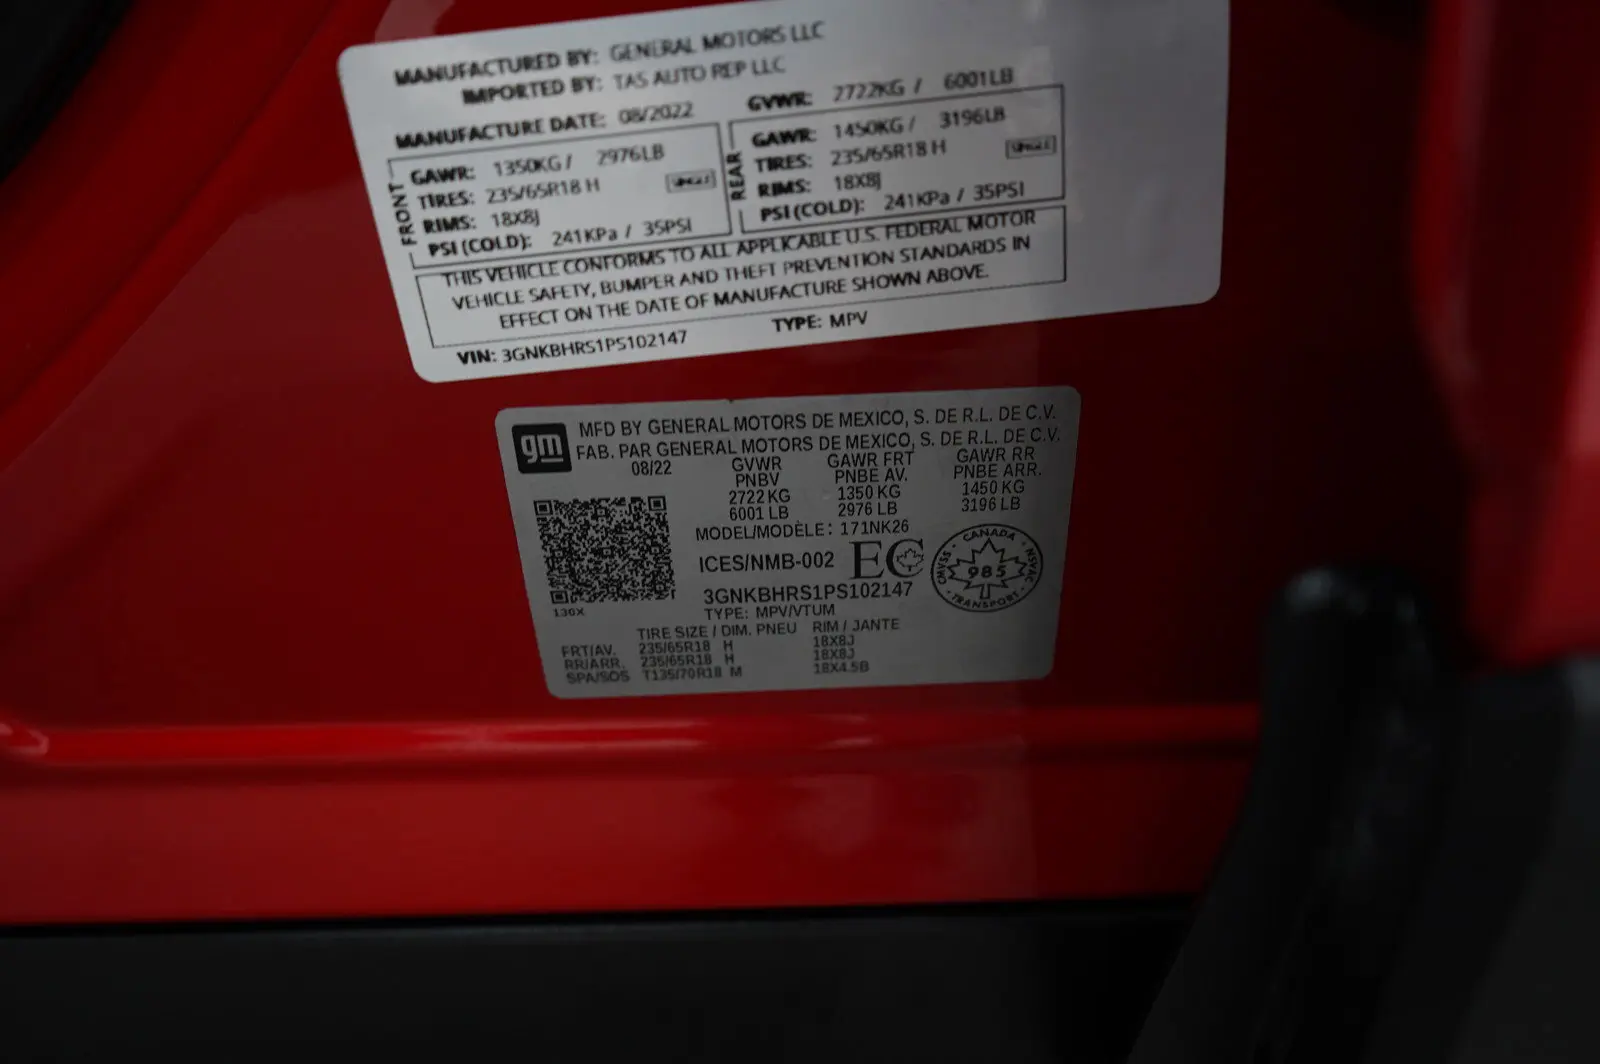 MANUFACTURED BY: GENERAL MOTORS LLC
IMPORTED BY: TAS AUTO REP LLC
MANUFACTURE DATE: 08/2022
GVWR: 2722KG / 6001LB
FRONT
GAWR: 1350KG / 2976LB
TIRES: 235/65R18 H SINGLE
RIMS: 18X8J
PSI (COLD): 241KPa / 35PSI
REAR
GAWR: 1450KG / 3196LB
TIRES: 235/65R18 H SINGLE
RIMS: 18X8J
PSI (COLD): 241KPa / 35PSI
THIS VEHICLE CONFORMS TO ALL APPLICABLE U.S. FEDERAL MOTOR
VEHICLE SAFETY, BUMPER AND THEFT PREVENTION STANDARDS IN
EFFECT ON THE DATE OF MANUFACTURE SHOWN ABOVE.
VIN: 3GNKBHRS1PS102147 TYPE: MPV
gm
MFD BY GENERAL MOTORS DE MEXICO, S. DE R.L. DE C.V.
FAB. PAR GENERAL MOTORS DE MEXICO, S. DE R.L. DE C.V.
08/22 GVWR GAWR FRT GAWR RR
PNBV PNBE AV. PNBE ARR.
2722 KG 1350 KG 1450 KG
6001 LB 2976 LB 3196 LB
MODEL/MODÈLE: 171NK26
ICES/NMB-002 EC
CANADA
CMVSS 985 NSVAC
TRANSPORT
3GNKBHRS1PS102147
136X
TYPE: MPV/VTUM
TIRE SIZE / DIM. PNEU RIM / JANTE
FRT/AV. 235/65R18 H 18X8J
RR/ARR. 235/65R18 H 18X8J
SPA/SOS T135/70R18 M 18X4.5B